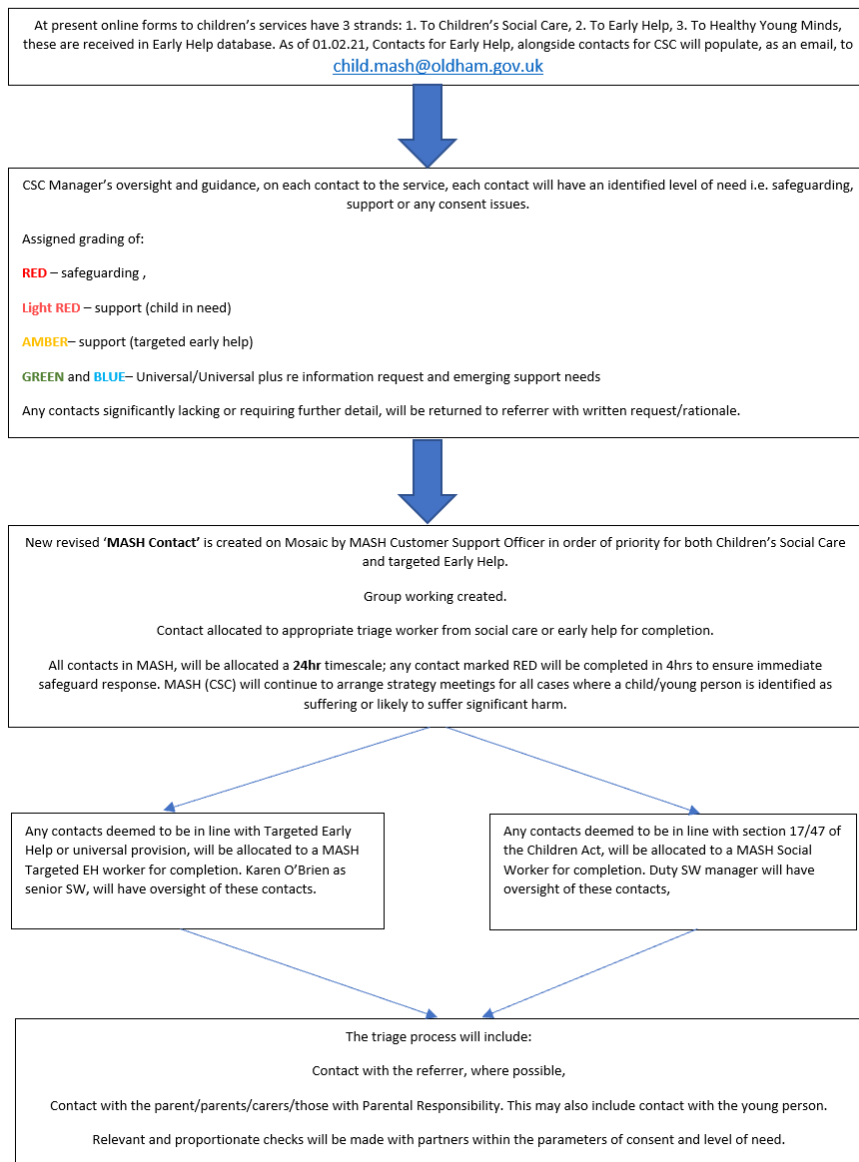 At present online forms to children's services have 3 strands: 1. To Children's Social Care, 2. To Early Help, 3. To Healthy Young Minds,
these are received in Early Help database. As of 01.02.21, Contacts for Early Help, alongside contacts for CSC will populate, as an email, to
child.mash@oldham.gov.uk
CSC Manager's oversight and guidance, on each contact to the service, each contact will have an identified level of need i.e. safeguarding,
support or any consent issues.
Assigned grading of:
RED – safeguarding ,
Light RED – support (child in need)
AMBER– support (targeted early help)
GREEN and BLUE– Universal/Universal plus re information request and emerging support needs
Any contacts significantly lacking or requiring further detail, will be returned to referrer with written request/rationale.
New revised 'MASH Contact' is created on Mosaic by MASH Customer Support Officer in order of priority for both Children's Social Care
and targeted Early Help.
Group working created.
Contact allocated to appropriate triage worker from social care or early help for completion.
All contacts in MASH, will be allocated a 24hr timescale; any contact marked RED will be completed in 4hrs to ensure immediate
safeguard response. MASH (CSC) will continue to arrange strategy meetings for all cases where a child/young person is identified as
suffering or likely to suffer significant harm.
Any contacts deemed to be in line with Targeted Early
Help or universal provision, will be allocated to a MASH
Targeted EH worker for completion. Karen O'Brien as
senior SW, will have oversight of these contacts.
Any contacts deemed to be in line with section 17/47 of
the Children Act, will be allocated to a MASH Social
Worker for completion. Duty SW manager will have
oversight of these contacts,
The triage process will include:
Contact with the referrer, where possible,
Contact with the parent/parents/carers/those with Parental Responsibility. This may also include contact with the young person.
Relevant and proportionate checks will be made with partners within the parameters of consent and level of need.